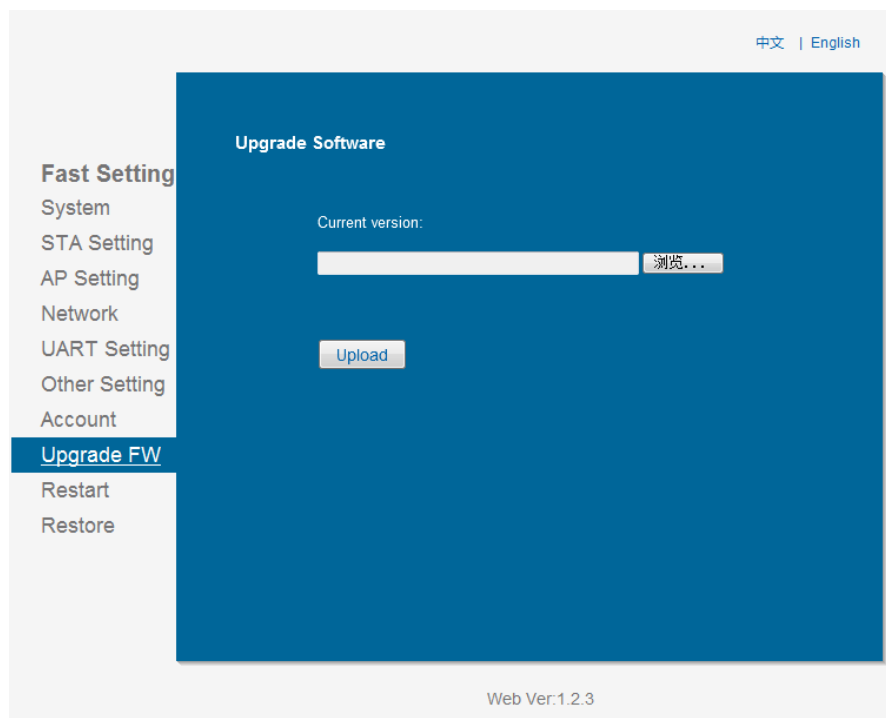 中文 | English
Upgrade Software
Fast Setting
System
STA Setting
AP Setting
Network
UART Setting
Other Setting
Account
Upgrade FW
Restart
Restore
Current version:
浏览...
Upload
Web Ver:1.2.3